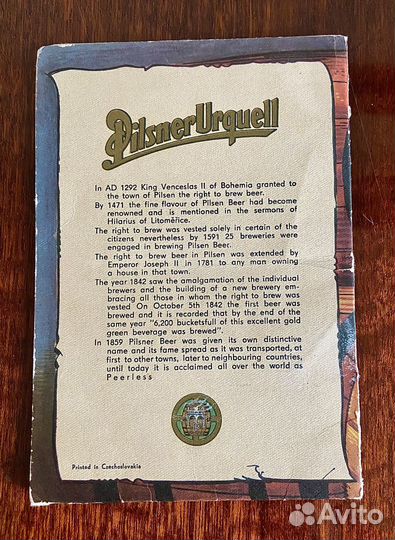 Pilsner Urquell
In AD 1292 King Venceslas II of Bohemia granted to
the town of Pilsen the right to brew beer.
By 1471 the fine flavour of Pilsen Beer had become
renowned and is mentioned in the sermons of
Hilarius of Litoměřice.
The right to brew was vested solely in certain of the
citizens nevertheless by 1591 25 breweries were
engaged in brewing Pilsen Beer.
The right to brew beer in Pilsen was extended by
Emperor Joseph II in 1781 to any man owning
a house in that town.
The year 1842 saw the amalgamation of the individual
brewers and the building of a new brewery em-
bracing all those in whom the right to brew was
vested On October 5th 1842 the first beer was
brewed and it is recorded that by the end of the
same year "6,200 bucketsfull of this excellent gold
green beverage was brewed".
In 1859 Pilsner Beer was given its own distinctive
name and its fame spread as it was transported, at
first to other towns, later to neighbouring countries,
until today it is acclaimed all over the world as
Peerless
Printed in Czechoslovakia
Avito